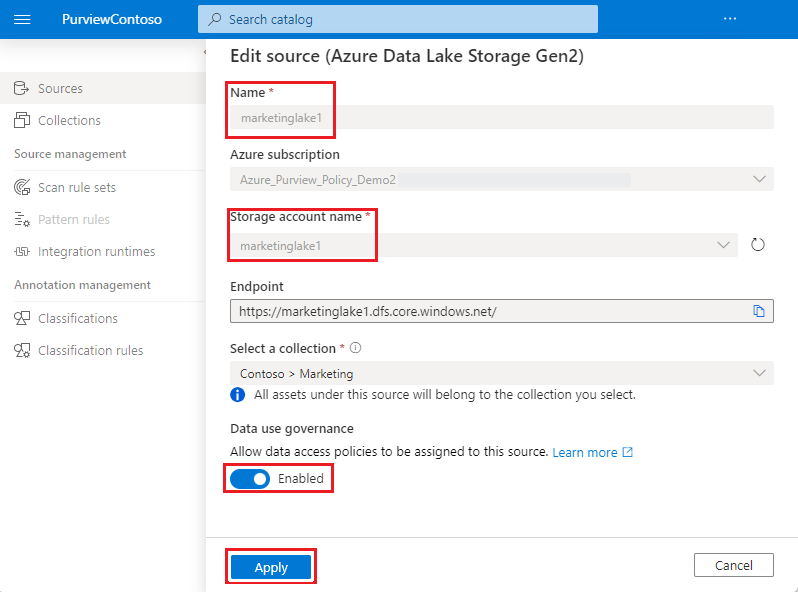 PurviewContoso
Search catalog
...
Sources
Collections
Source management
Scan rule sets
Pattern rules
Integration runtimes
Annotation management
Classifications
Classification rules
Edit source (Azure Data Lake Storage Gen2)
Name *
marketinglake1
Azure subscription
Azure_Purview_Policy_Demo2
Storage account name *
marketinglake1
Endpoint
https://marketinglake1.dfs.core.windows.net/
Select a collection *
Contoso > Marketing
All assets under this source will belong to the collection you select.
Data use governance
Allow data access policies to be assigned to this source. Learn more
Enabled
Apply
Cancel